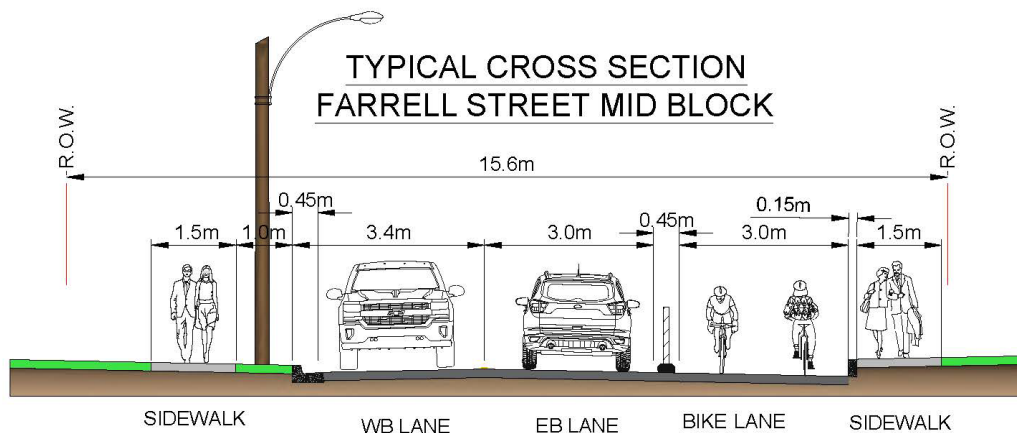 TYPICAL CROSS SECTION
FARRELL STREET MID BLOCK
R.O.W.
R.O.W.
15.6m
0.45m
0.15m
0.45m
1.5m
1.0m
3.4m
3.0m
3.0m
1.5m
SIDEWALK
WB LANE
EB LANE
BIKE LANE
SIDEWALK